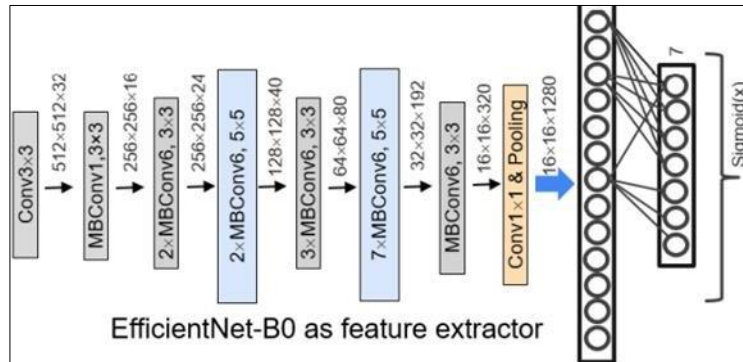 Conv3×3
512×512×32
MBConv1,3×3
256×256×16
2×MBConv6, 3×3
256×256×24
2×MBConv6, 5×5
128×128×40
3×MBConv6, 3×3
64×64×80
7×MBConv6, 5×5
32×32×192
MBConv6, 3×3
16×16×320
Conv1×1 & Pooling
16×16×1280
7
Sigmoid(x)
EfficientNet-B0 as feature extractor